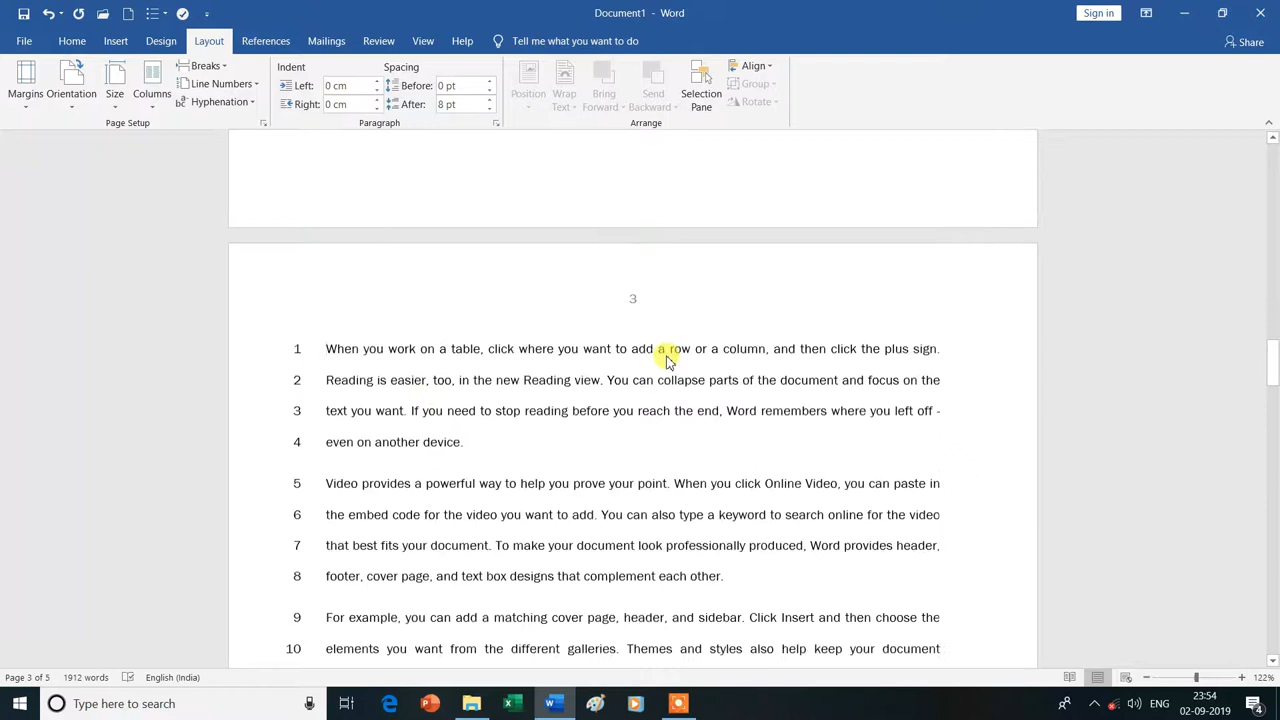 Document1 - Word
Sign in
File Home Insert Design Layout References Mailings Review View Help Tell me what you want to do Share
Margins Orientation Size Columns
Breaks
Line Numbers
Hyphenation
Page Setup
Indent
Left: 0 cm
Right: 0 cm
Spacing
Before: 0 pt
After: 8 pt
Paragraph
Position
Wrap Text
Bring Forward
Send Backward
Selection Pane
Align
Group
Rotate
Arrange
3
1 When you work on a table, click where you want to add a row or a column, and then click the plus sign.
2 Reading is easier, too, in the new Reading view. You can collapse parts of the document and focus on the
3 text you want. If you need to stop reading before you reach the end, Word remembers where you left off -
4 even on another device.
5 Video provides a powerful way to help you prove your point. When you click Online Video, you can paste in
6 the embed code for the video you want to add. You can also type a keyword to search online for the video
7 that best fits your document. To make your document look professionally produced, Word provides header,
8 footer, cover page, and text box designs that complement each other.
9 For example, you can add a matching cover page, header, and sidebar. Click Insert and then choose the
10 elements you want from the different galleries. Themes and styles also help keep your document
Page 3 of 5 1912 words English (India) 122%
Type here to search
ENG
23:54
02-09-2019
4